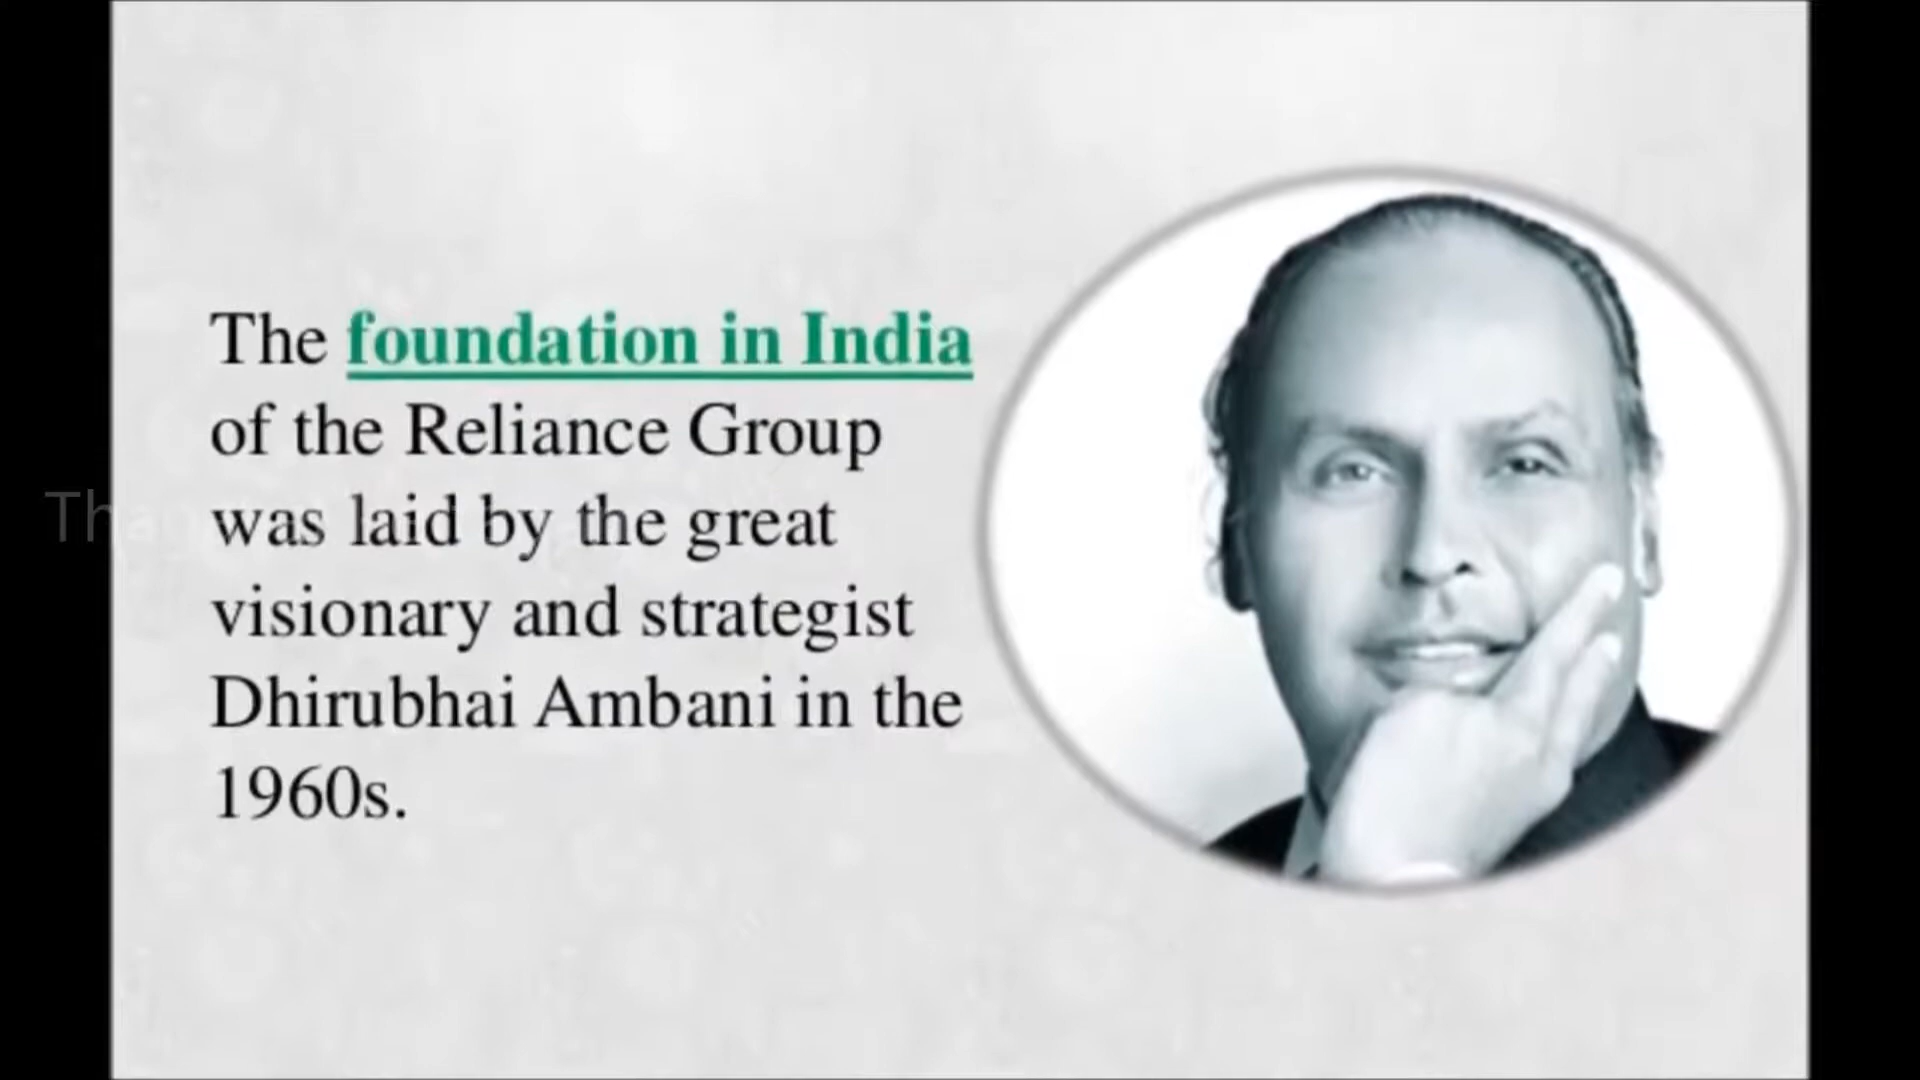 The foundation in India
of the Reliance Group
was laid by the great
visionary and strategist
Dhirubhai Ambani in the
1960s.